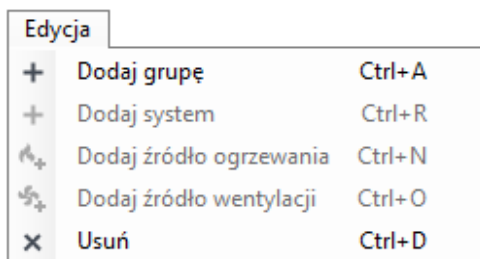 Edycja
Dodaj grupę Ctrl+A
Dodaj system Ctrl+R
Dodaj źródło ogrzewania Ctrl+N
Dodaj źródło wentylacji Ctrl+O
Usuń Ctrl+D